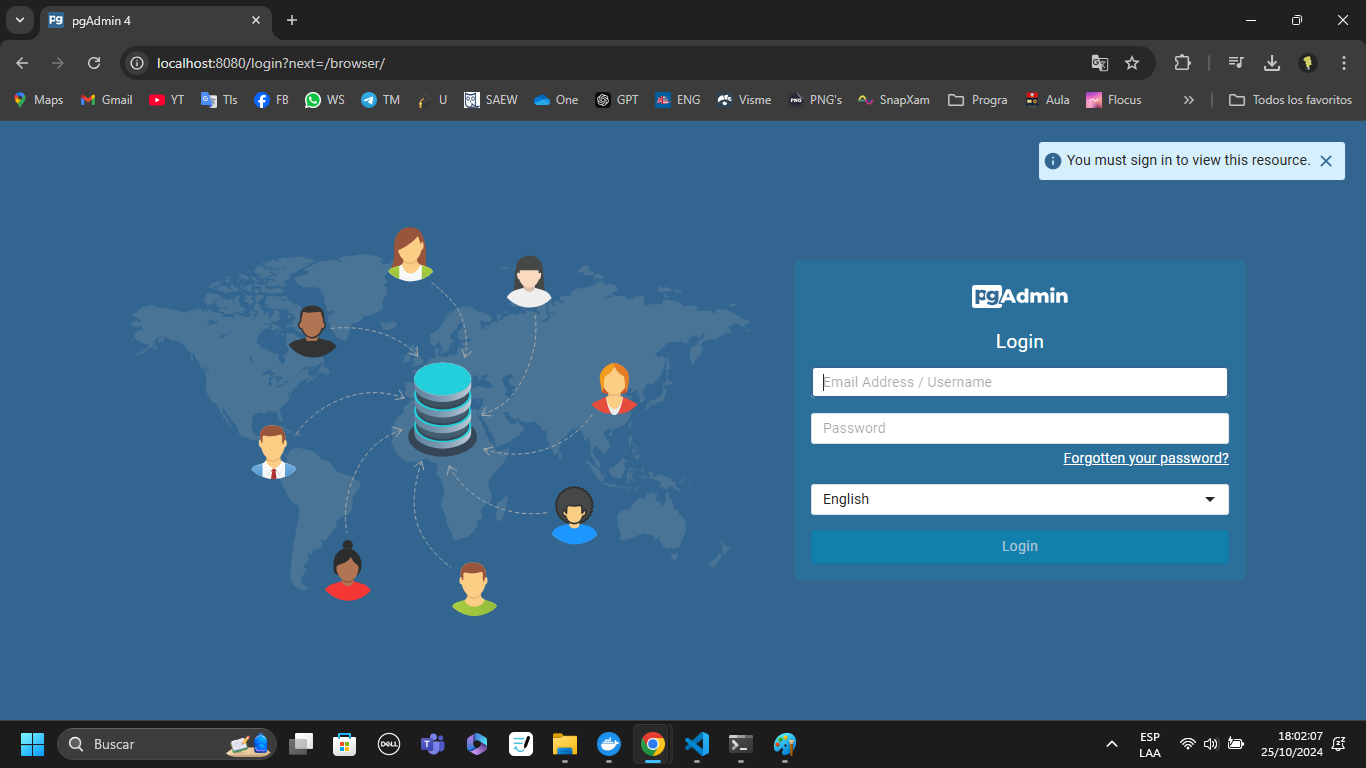 pgAdmin 4
localhost:8080/login?next=/browser/
Maps Gmail YT Tls FB WS TM U SAEW One GPT ENG Visme PNG's SnapXam Progra Aula Flocus » Todos los favoritos
You must sign in to view this resource.
pgAdmin
Login
Email Address / Username
Password
Forgotten your password?
English
Login
Buscar
DELL
ESP
LAA
18:02:07
25/10/2024